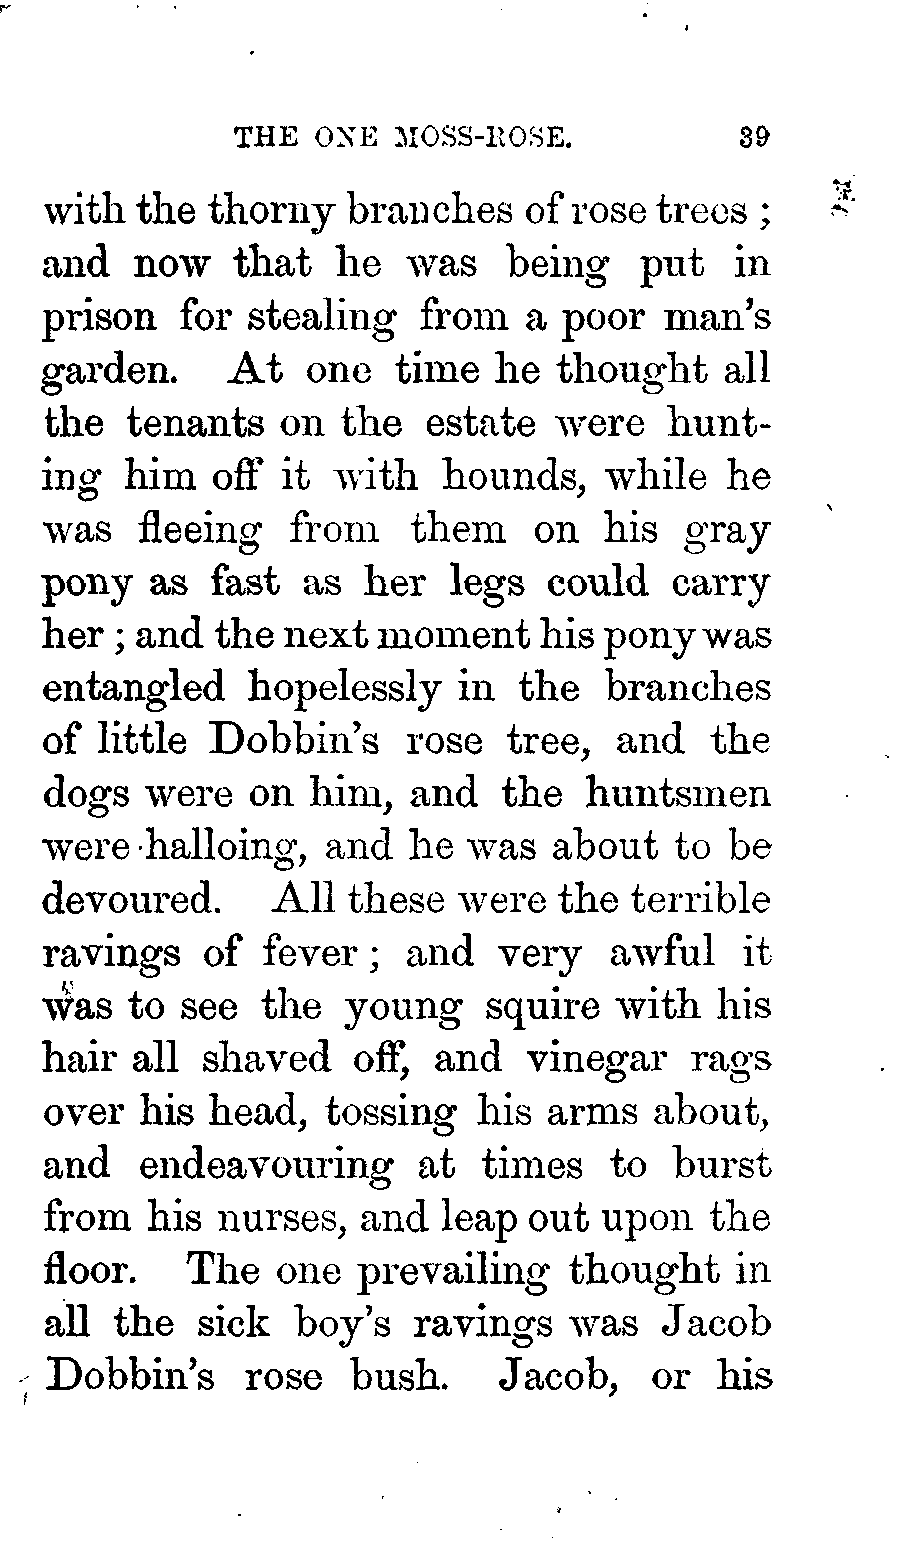 THE ONE MOSS-ROSE. 39
with the thorny branches of rose trees ;
and now that he was being put in
prison for stealing from a poor man's
garden. At one time he thought all
the tenants on the estate were hunt-
ing him off it with hounds, while he
was fleeing from them on his gray
pony as fast as her legs could carry
her ; and the next moment his pony was
entangled hopelessly in the branches
of little Dobbin's rose tree, and the
dogs were on him, and the huntsmen
were halloing, and he was about to be
devoured. All these were the terrible
ravings of fever ; and very awful it
was to see the young squire with his
hair all shaved off, and vinegar rags
over his head, tossing his arms about,
and endeavouring at times to burst
from his nurses, and leap out upon the
floor. The one prevailing thought in
all the sick boy's ravings was Jacob
Dobbin's rose bush. Jacob, or his